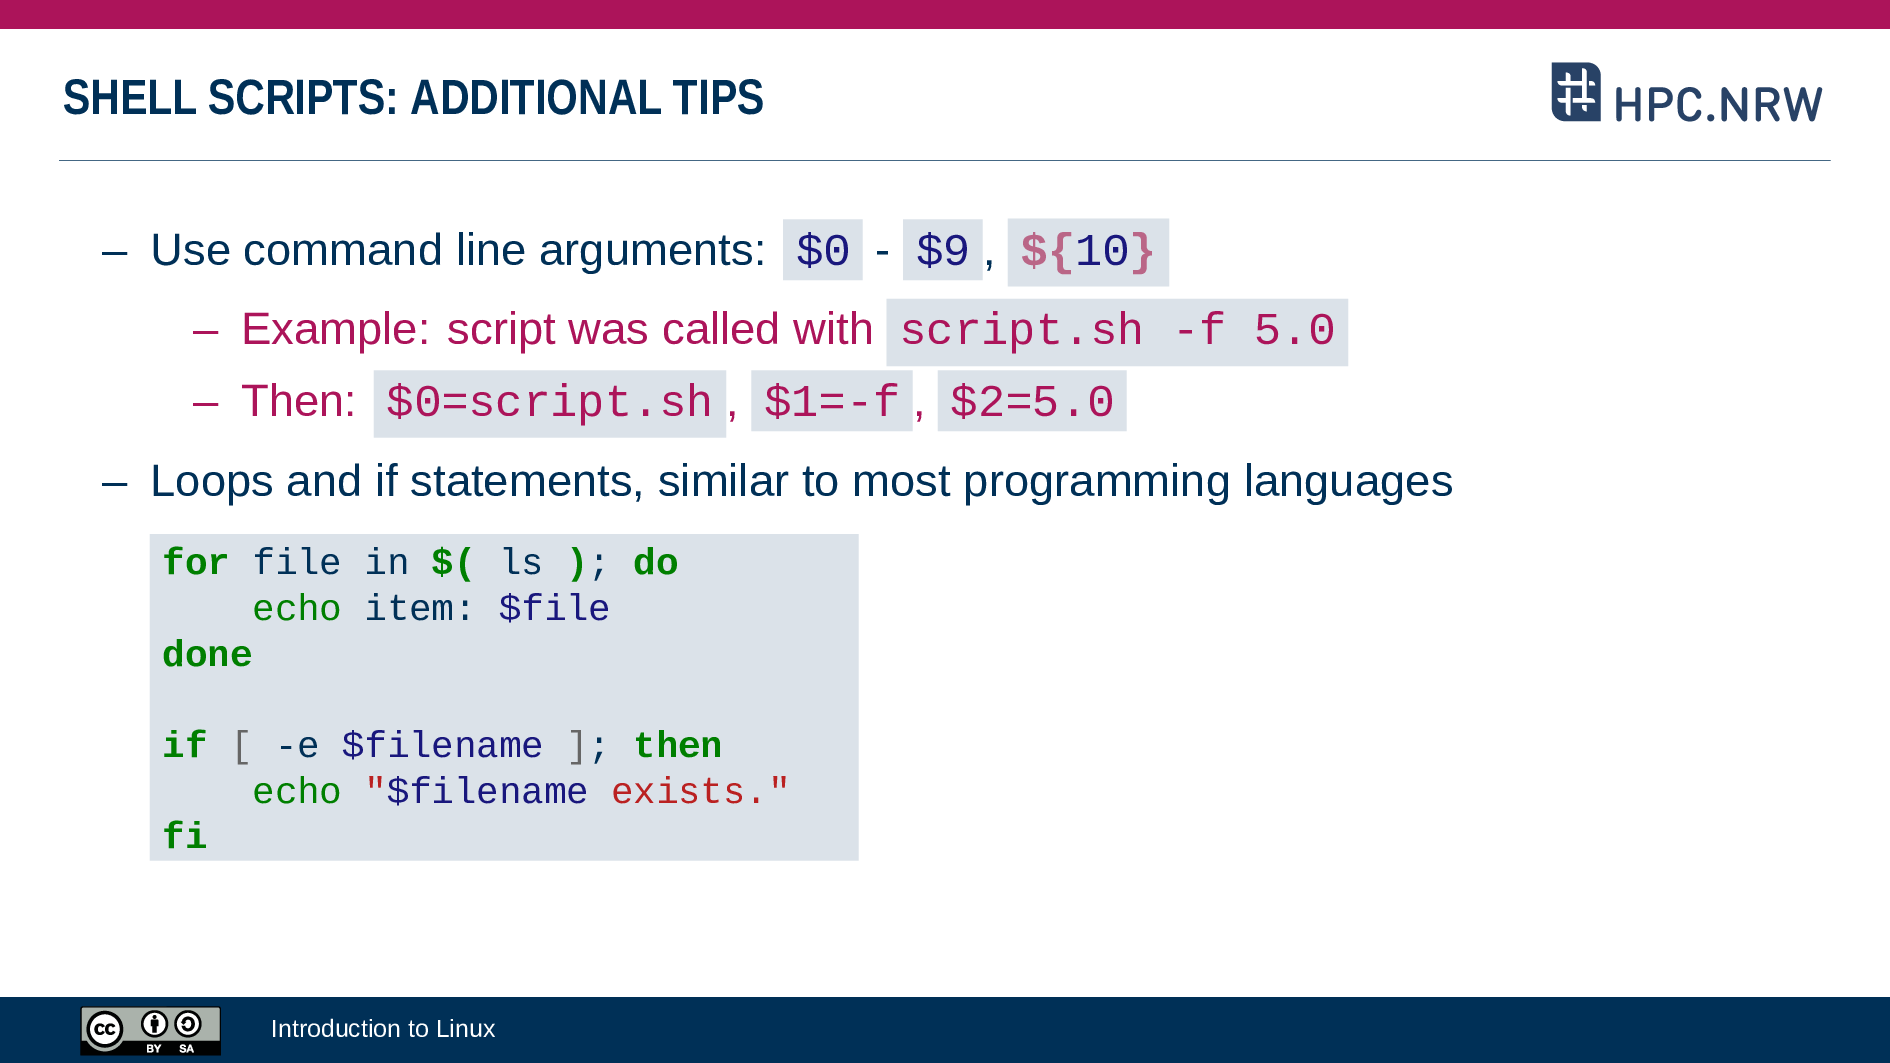 SHELL SCRIPTS: ADDITIONAL TIPS
HPC.NRW
– Use command line arguments: $0 - $9, ${10}
– Example: script was called with script.sh -f 5.0
– Then: $0=script.sh, $1=-f, $2=5.0
– Loops and if statements, similar to most programming languages
for file in $( ls ); do
    echo item: $file
done
if [ -e $filename ]; then
    echo "$filename exists."
fi
cc BY SA
Introduction to Linux